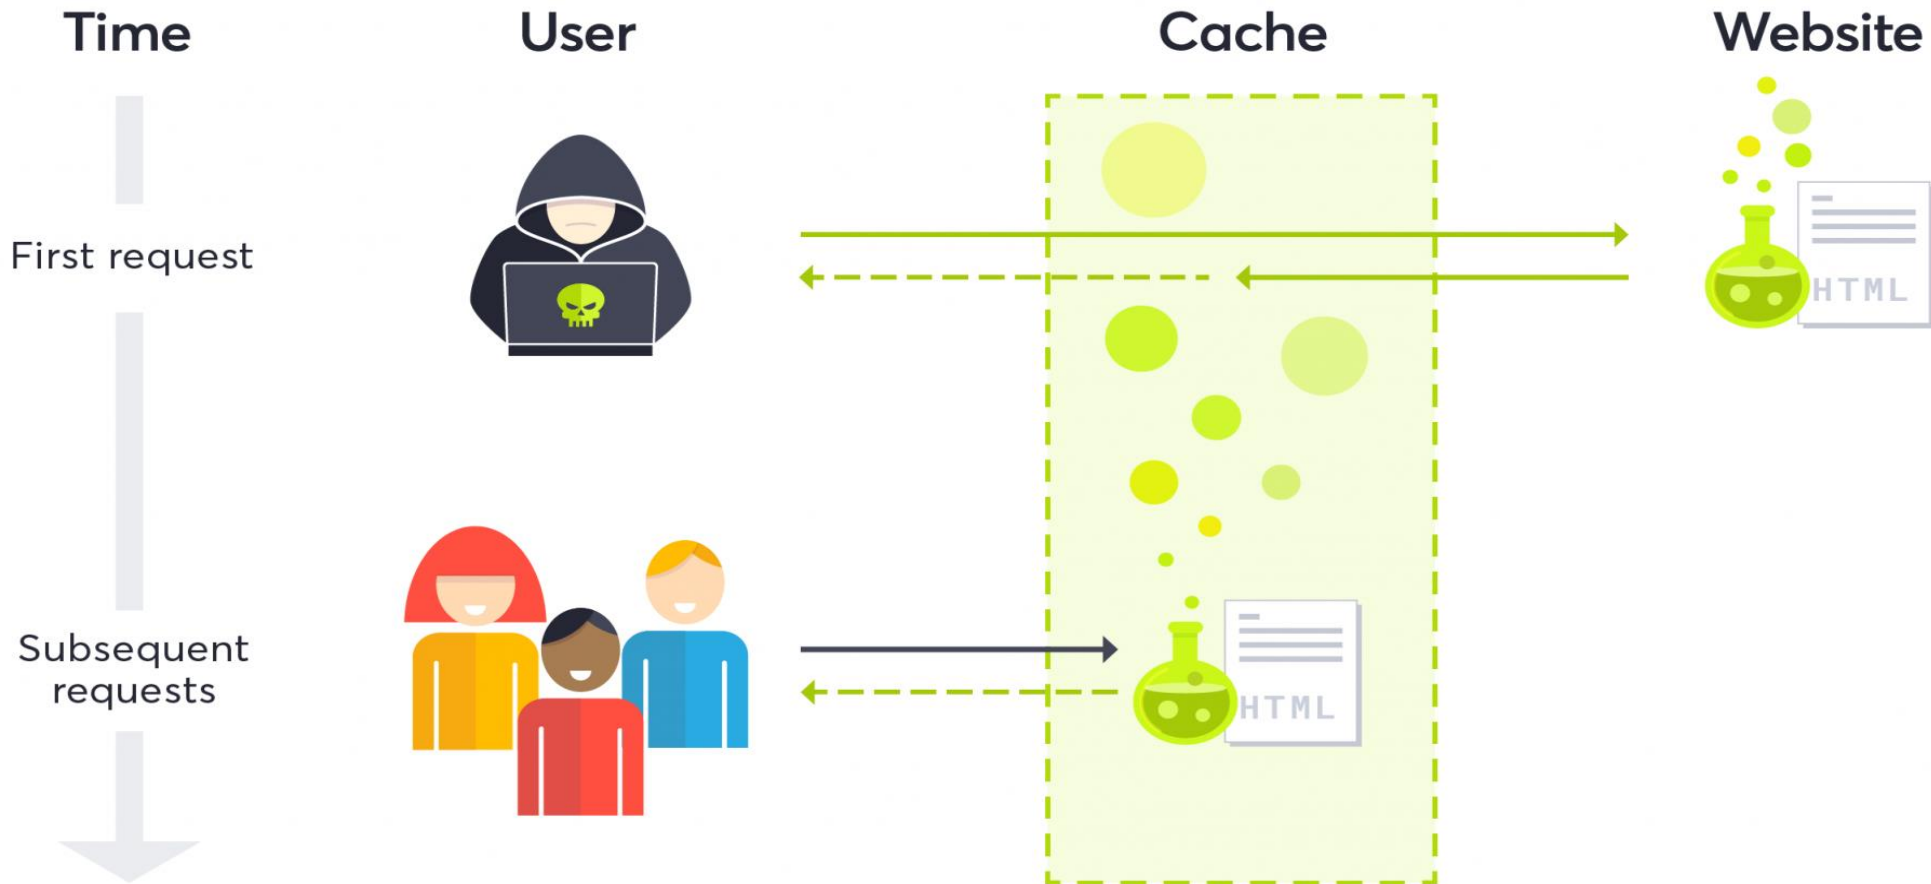 Time
User
Cache
Website
First request
HTML
Subsequent
requests
HTML